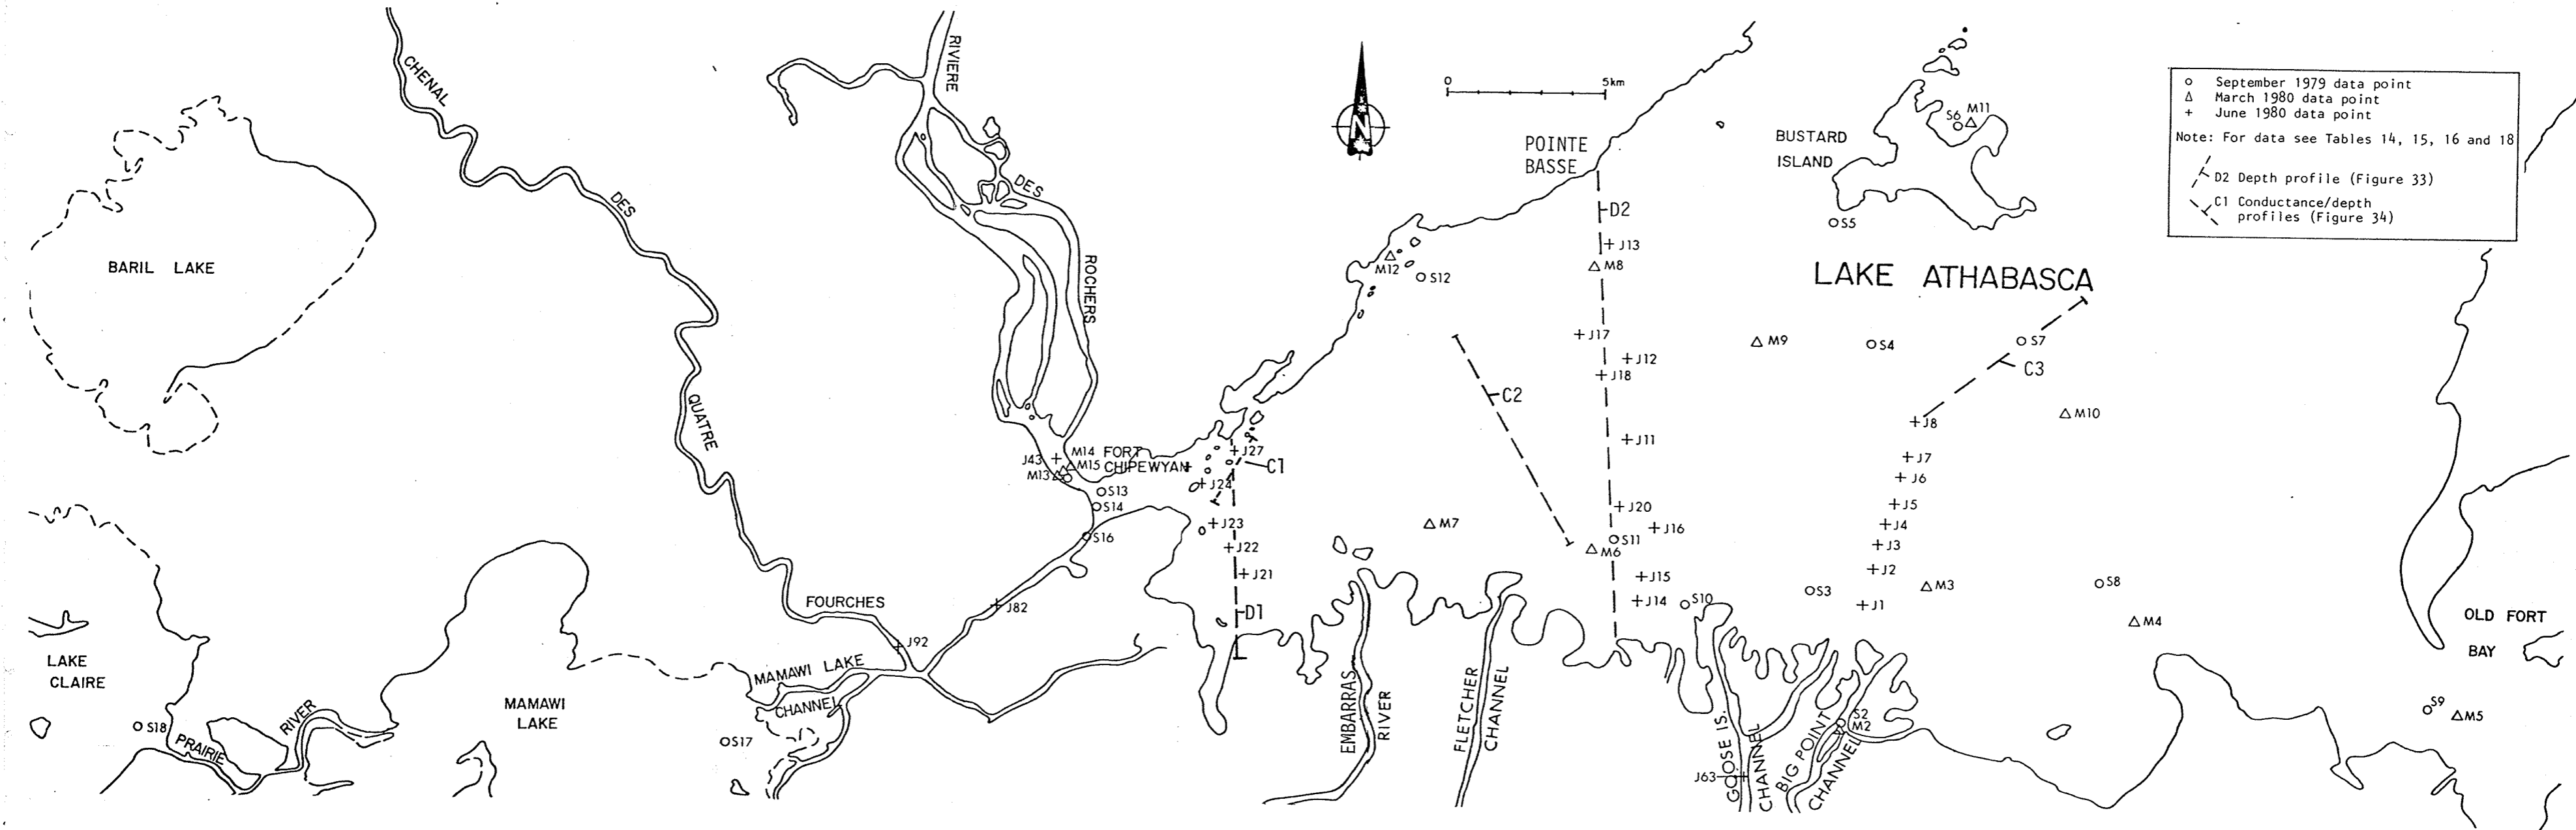 CHENAL
DES
QUATRE
FOURCHES
RIVIERE
DES
ROCHERS
BARIL LAKE
LAKE
CLAIRE
S18
PRAIRIE
RIVER
MAMAWI
LAKE
MAMAWI LAKE
CHANNEL
S17
J92
J82
S16
S14
S13
J43
M14
M15
M13
FORT
CHIPEWYAN
J27
C1
J24
J23
J22
J21
D1
N
0
5km
POINTE
BASSE
D2
J13
M8
M12
S12
J17
J12
J18
C2
J11
J20
J16
S11
M6
M7
J15
J14
S10
EMBARRAS
RIVER
FLETCHER
CHANNEL
GOOSE IS.
CHANNEL
J63
BIG POINT
CHANNEL
S2
M2
BUSTARD
ISLAND
S6
M11
S5
LAKE ATHABASCA
M9
S4
S7
C3
M10
J8
J7
J6
J5
J4
J3
J2
J1
S3
M3
S8
M4
OLD FORT
BAY
S9
M5
September 1979 data point
March 1980 data point
June 1980 data point
Note: For data see Tables 14, 15, 16 and 18
D2 Depth profile (Figure 33)
C1 Conductance/depth
profiles (Figure 34)